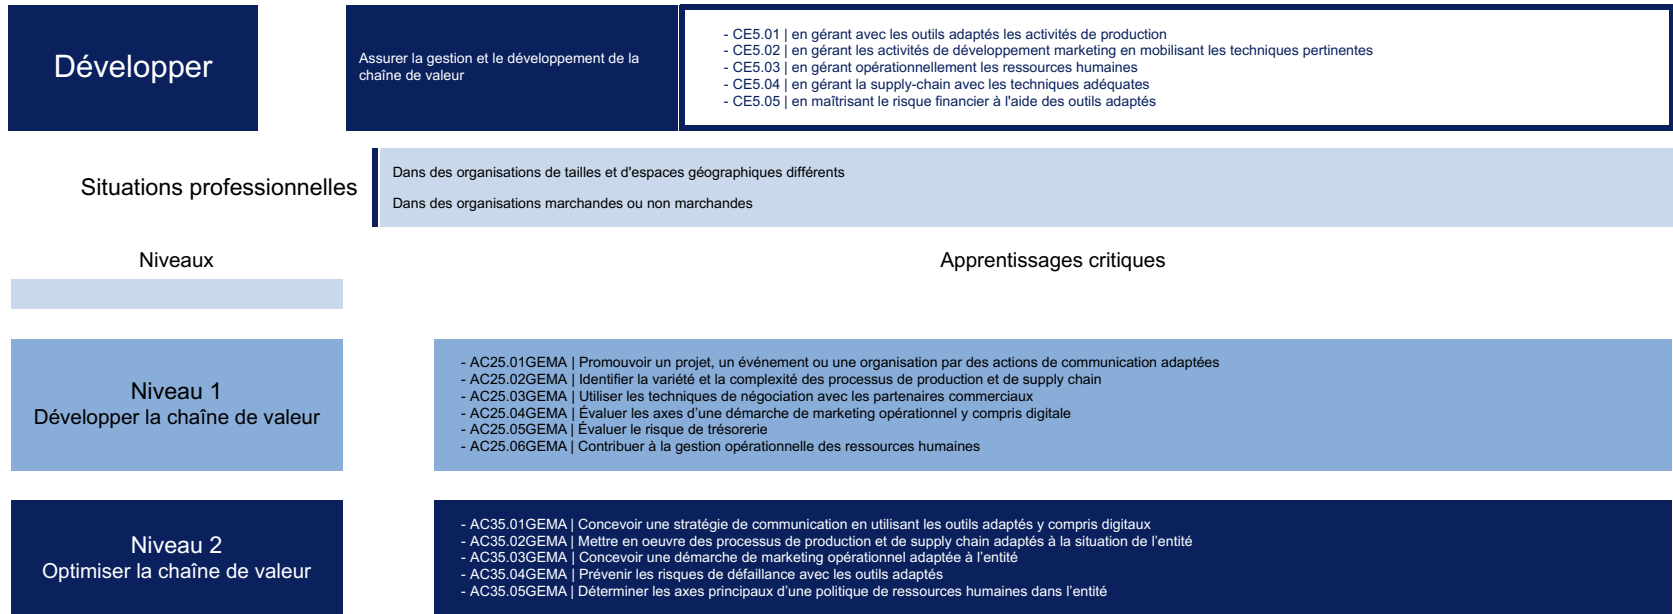 Développer
Assurer la gestion et le développement de la
chaîne de valeur
- CE5.01 | en gérant avec les outils adaptés les activités de production
- CE5.02 | en gérant les activités de développement marketing en mobilisant les techniques pertinentes
- CE5.03 | en gérant opérationnellement les ressources humaines
- CE5.04 | en gérant la supply-chain avec les techniques adéquates
- CE5.05 | en maîtrisant le risque financier à l'aide des outils adaptés
Situations professionnelles
Dans des organisations de tailles et d'espaces géographiques différents
Dans des organisations marchandes ou non marchandes
Niveaux
Apprentissages critiques
Niveau 1
Développer la chaîne de valeur
- AC25.01GEMA | Promouvoir un projet, un événement ou une organisation par des actions de communication adaptées
- AC25.02GEMA | Identifier la variété et la complexité des processus de production et de supply chain
- AC25.03GEMA | Utiliser les techniques de négociation avec les partenaires commerciaux
- AC25.04GEMA | Évaluer les axes d’une démarche de marketing opérationnel y compris digitale
- AC25.05GEMA | Évaluer le risque de trésorerie
- AC25.06GEMA | Contribuer à la gestion opérationnelle des ressources humaines
Niveau 2
Optimiser la chaîne de valeur
- AC35.01GEMA | Concevoir une stratégie de communication en utilisant les outils adaptés y compris digitaux
- AC35.02GEMA | Mettre en oeuvre des processus de production et de supply chain adaptés à la situation de l’entité
- AC35.03GEMA | Concevoir une démarche de marketing opérationnel adaptée à l’entité
- AC35.04GEMA | Prévenir les risques de défaillance avec les outils adaptés
- AC35.05GEMA | Déterminer les axes principaux d’une politique de ressources humaines dans l’entité